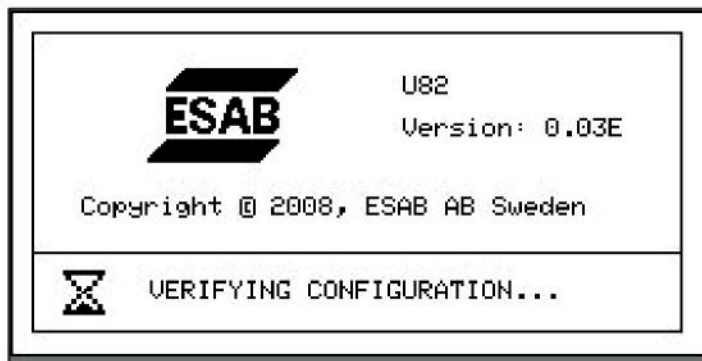 ESAB
U82
Version: 0.03E
Copyright © 2008, ESAB AB Sweden
VERIFYING CONFIGURATION...